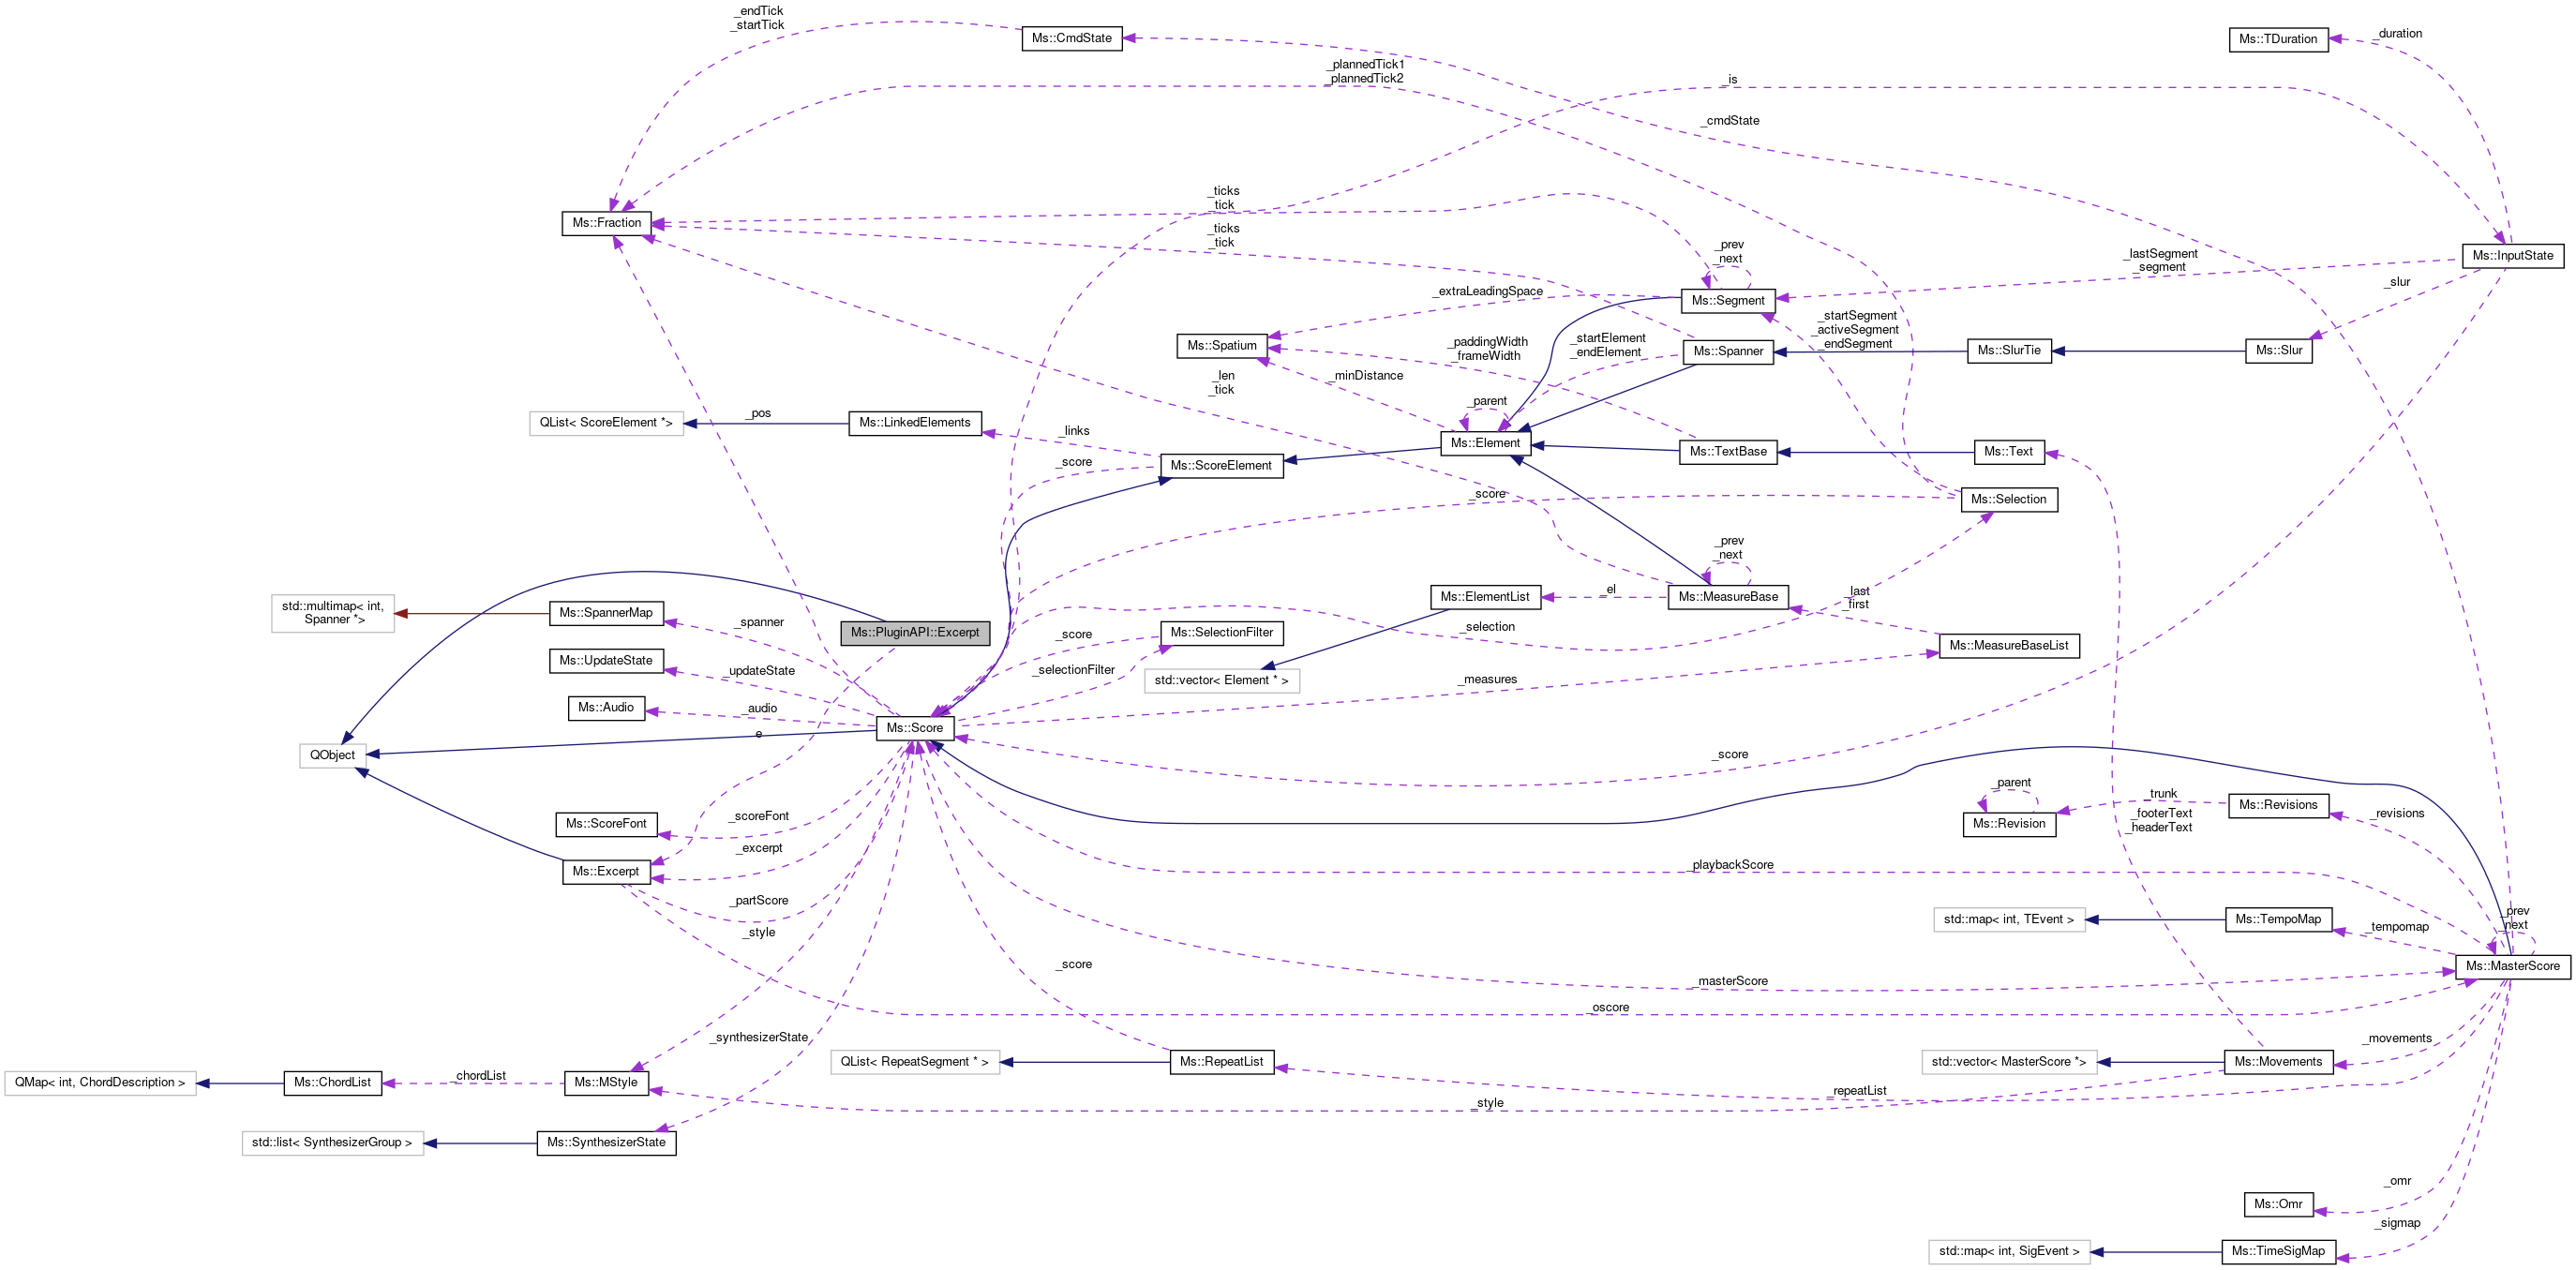 _endTick
_startTick
Ms::CmdState
Ms::TDuration
_duration
_plannedTick1
_plannedTick2
_is
_cmdState
_ticks
_tick
Ms::Fraction
_ticks
_tick
_prev
_next
_lastSegment
_segment
Ms::InputState
_extraLeadingSpace
Ms::Segment
_slur
_startSegment
_activeSegment
_endSegment
Ms::Spatium
_paddingWidth
_frameWidth
_startElement
_endElement
Ms::Spanner
Ms::SlurTie
Ms::Slur
_len
_tick
_minDistance
_parent
_pos
QList< ScoreElement *>
Ms::LinkedElements
_links
Ms::Element
Ms::TextBase
Ms::Text
_score
Ms::ScoreElement
_score
Ms::Selection
_prev
_next
std::multimap< int,
Spanner *>
Ms::SpannerMap
_spanner
Ms::PluginAPI::Excerpt
_score
Ms::SelectionFilter
Ms::ElementList
_el
Ms::MeasureBase
_last
_first
_selection
Ms::MeasureBaseList
Ms::UpdateState
_updateState
_selectionFilter
std::vector< Element * >
_measures
Ms::Audio
_audio
e
Ms::Score
QObject
_score
_parent
_trunk
Ms::Revisions
_revisions
Ms::Revision
_footerText
_headerText
Ms::ScoreFont
_scoreFont
_excerpt
Ms::Excerpt
_playbackScore
_partScore
_style
std::map< int, TEvent >
Ms::TempoMap
_tempomap
_prev
_next
_score
_masterScore
Ms::MasterScore
_oscore
_synthesizerState
_movements
QList< RepeatSegment * >
Ms::RepeatList
std::vector< MasterScore *>
Ms::Movements
QMap< int, ChordDescription >
Ms::ChordList
_chordList
Ms::MStyle
_style
_repeatList
std::list< SynthesizerGroup >
Ms::SynthesizerState
_omr
Ms::Omr
_sigmap
std::map< int, SigEvent >
Ms::TimeSigMap